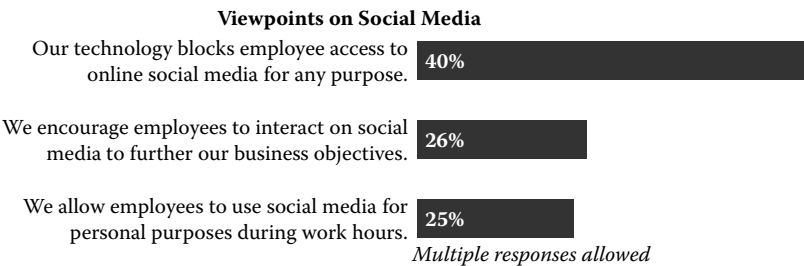 Viewpoints on Social Media
Our technology blocks employee access to
online social media for any purpose.
40%
We encourage employees to interact on social
media to further our business objectives.
26%
We allow employees to use social media for
personal purposes during work hours.
25%
Multiple responses allowed